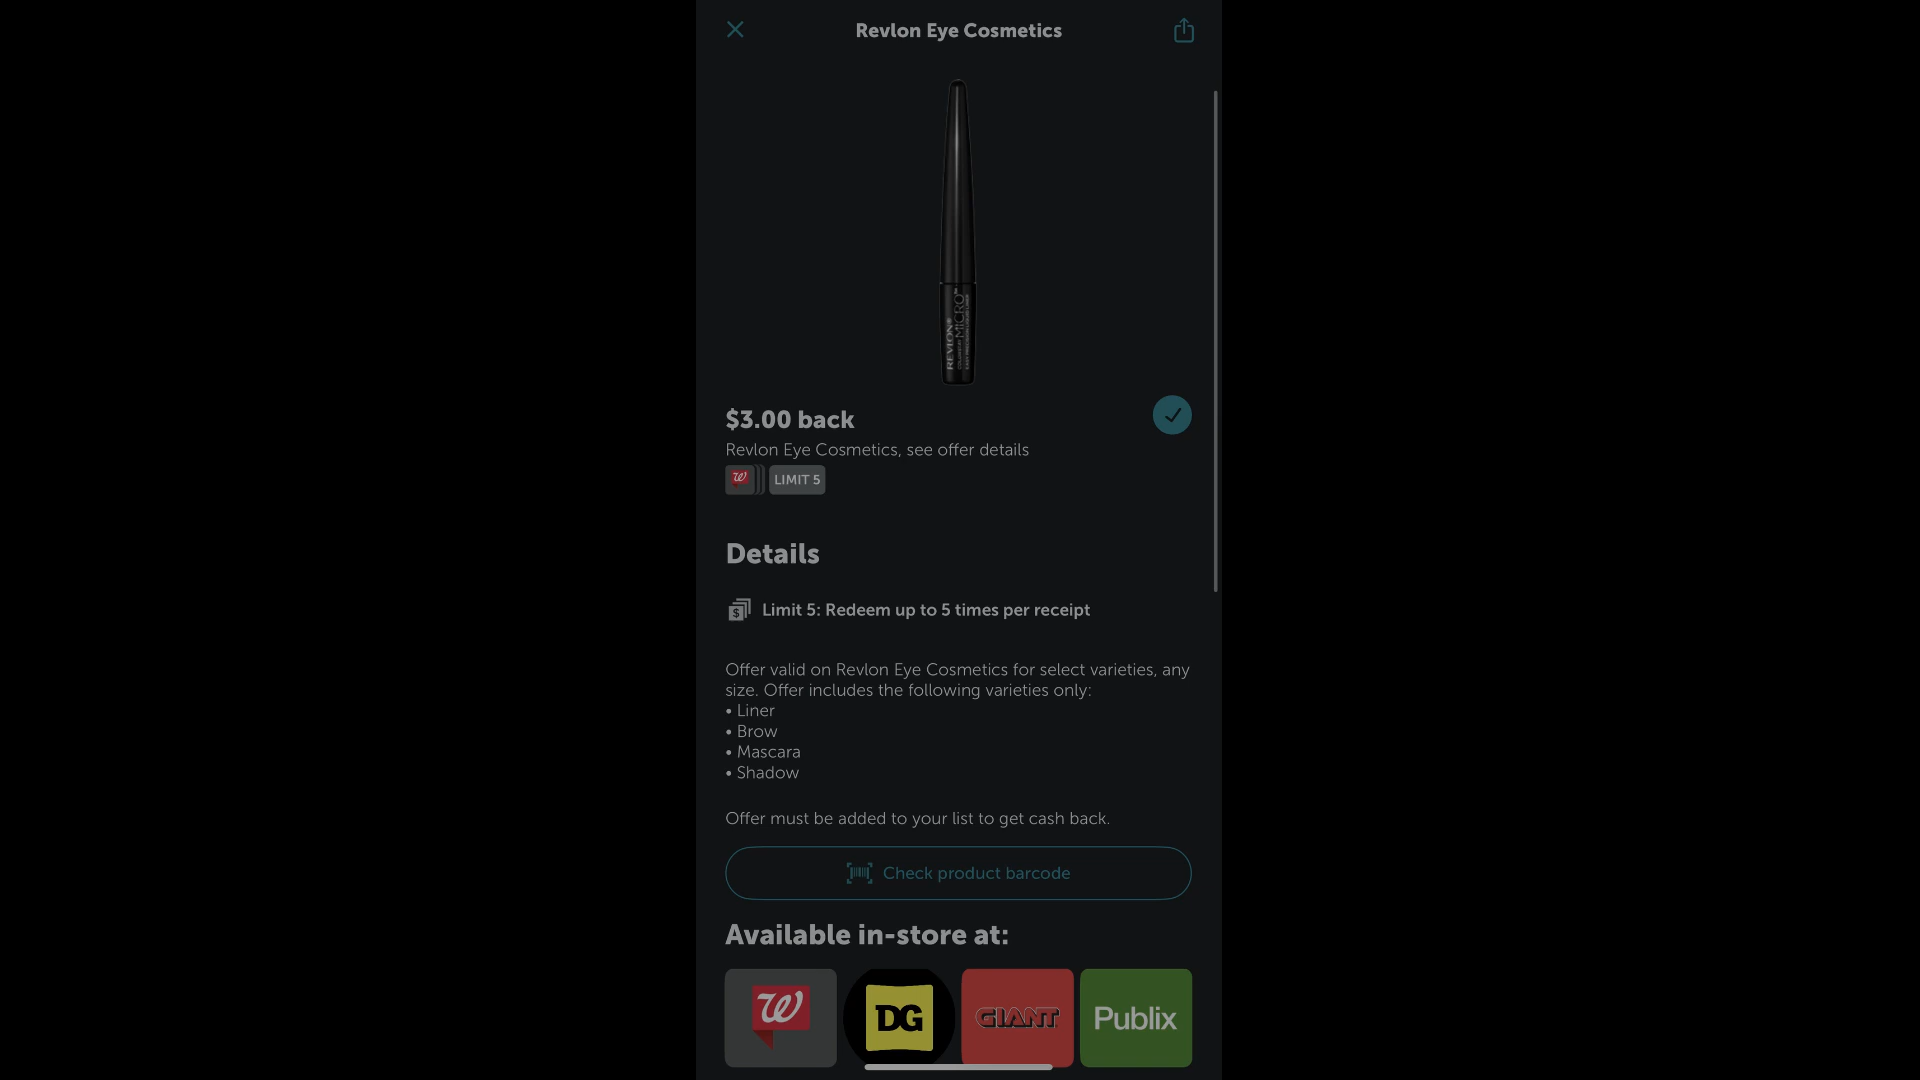 Revlon Eye Cosmetics
REVLON®
COLORSTAY MICRO™
$3.00 back
Revlon Eye Cosmetics, see offer details
W LIMIT 5
Details
$ Limit 5: Redeem up to 5 times per receipt
Offer valid on Revlon Eye Cosmetics for select varieties, any
size. Offer includes the following varieties only:
• Liner
• Brow
• Mascara
• Shadow
Offer must be added to your list to get cash back.
Check product barcode
Available in-store at:
W DG GIANT Publix